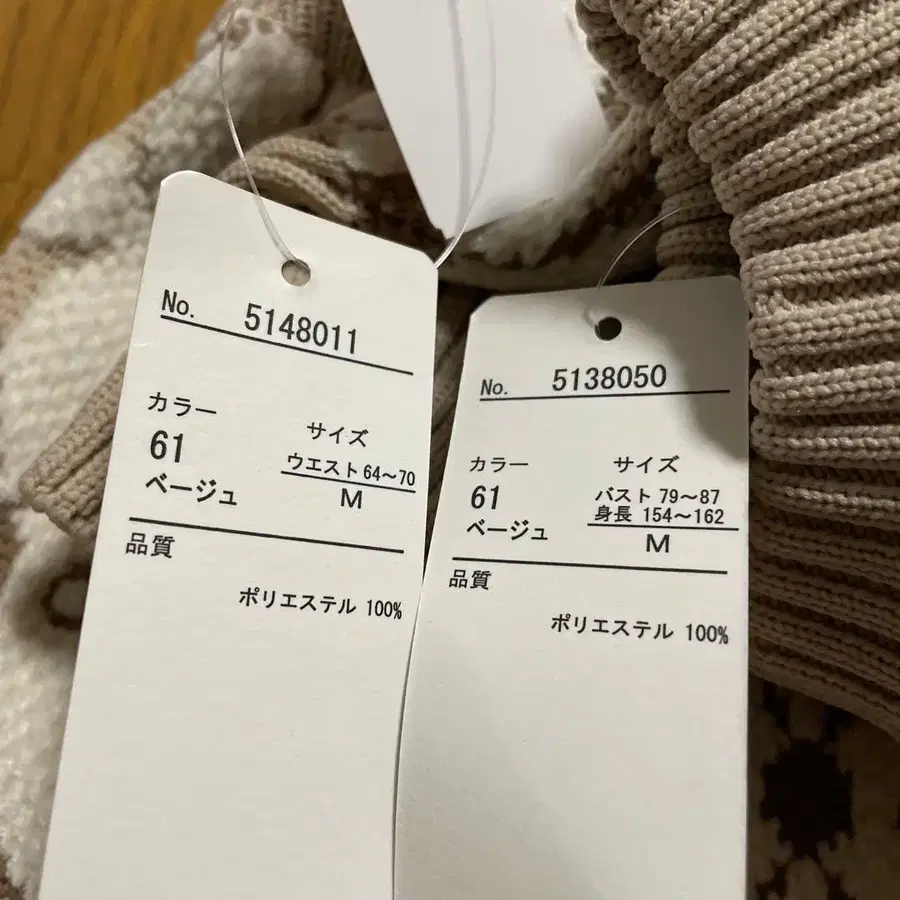 No. 5148011
カラー
61
ベージュ
サイズ
ウエスト 64〜70
M
品質
ポリエステル 100%
No. 5138050
カラー
61
ベージュ
サイズ
バスト 79〜87
身長 154〜162
M
品質
ポリエステル 100%